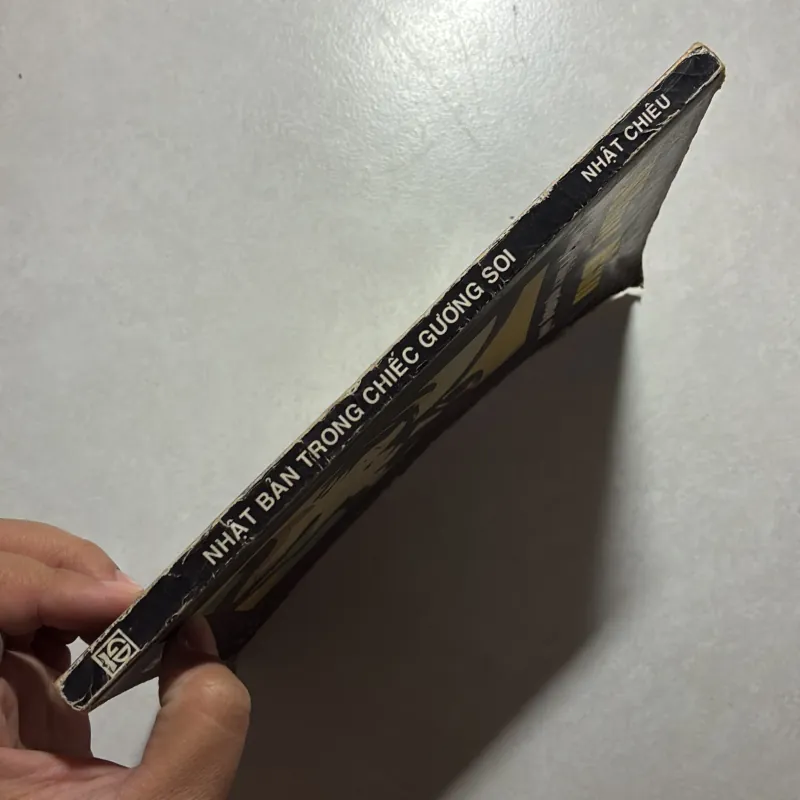 NHẬT BẢN TRONG CHIẾC GƯƠNG SOI
NHẬT CHIÊU